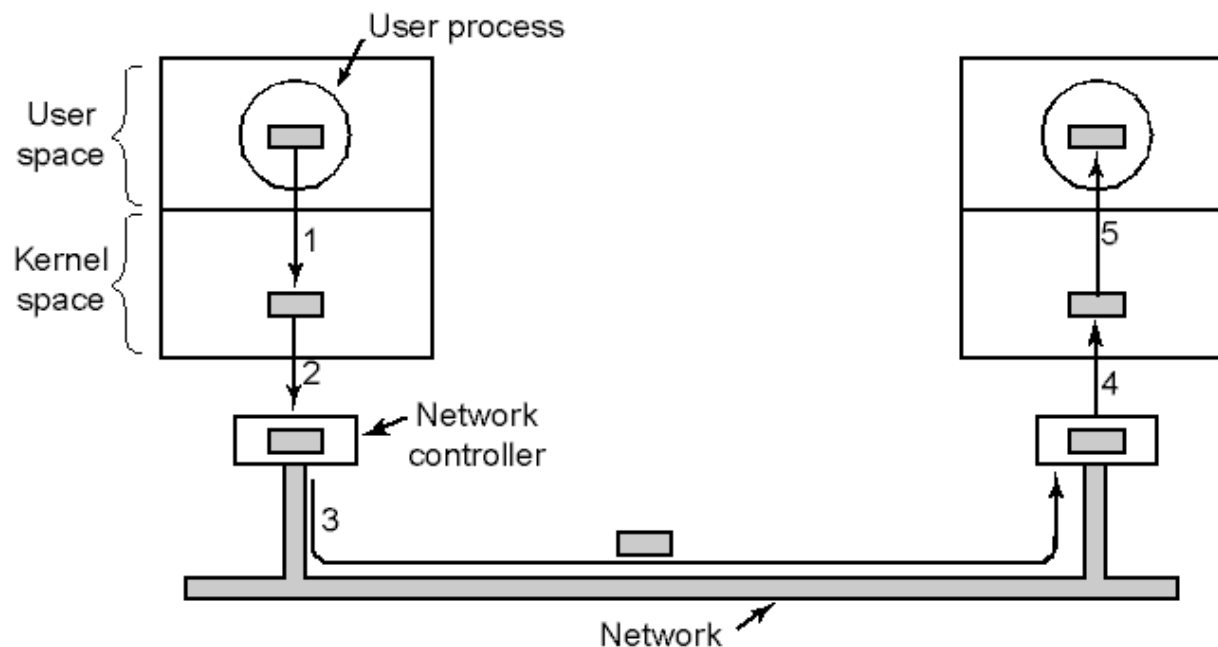 User process
User
space
1
5
Kernel
space
2
4
Network
controller
3
Network